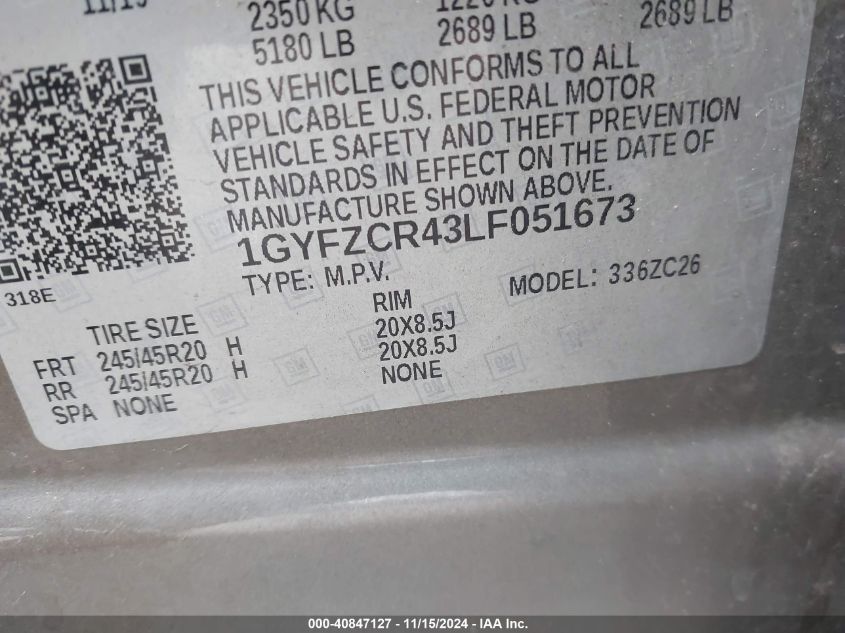 11/19
2350 KG
5180 LB 2689 LB 2689 LB
THIS VEHICLE CONFORMS TO ALL
APPLICABLE U.S. FEDERAL MOTOR
VEHICLE SAFETY AND THEFT PREVENTION
STANDARDS IN EFFECT ON THE DATE OF
MANUFACTURE SHOWN ABOVE.
1GYFZCR43LF051673
TYPE: M.P.V. MODEL: 336ZC26
318E
TIRE SIZE RIM
FRT 245/45R20 H 20X8.5J
RR 245/45R20 H 20X8.5J
SPA NONE NONE
GM
000-40847127 - 11/15/2024 - IAA Inc.